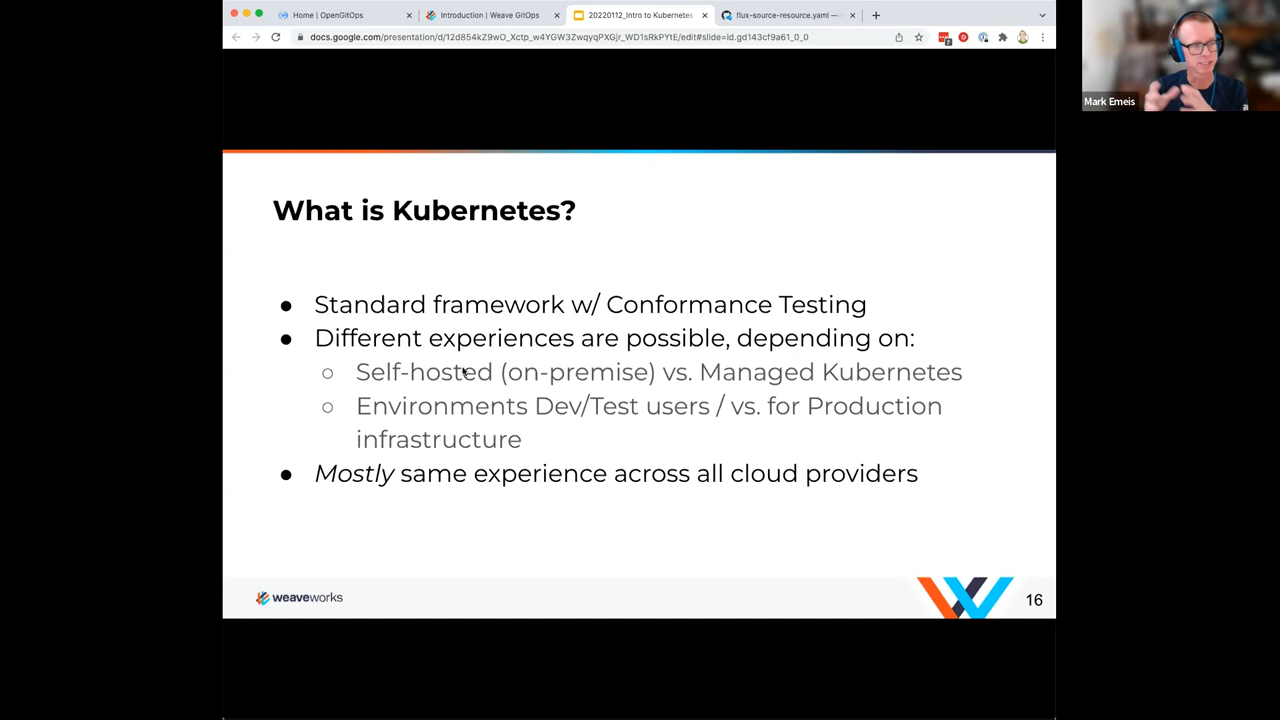 Home | OpenGitOps
Introduction | Weave GitOps
20220112_Intro to Kubernetes
flux-source-resource.yaml —
docs.google.com/presentation/d/12d854kZ9wO_Xctp_w4YGW3ZwqyqPXGjr_WD1sRkPYtE/edit#slide=id.gd143cf9a61_0_0
Mark Emeis
What is Kubernetes?
● Standard framework w/ Conformance Testing
● Different experiences are possible, depending on:
○ Self-hosted (on-premise) vs. Managed Kubernetes
○ Environments Dev/Test users / vs. for Production
infrastructure
● Mostly same experience across all cloud providers
weaveworks
16